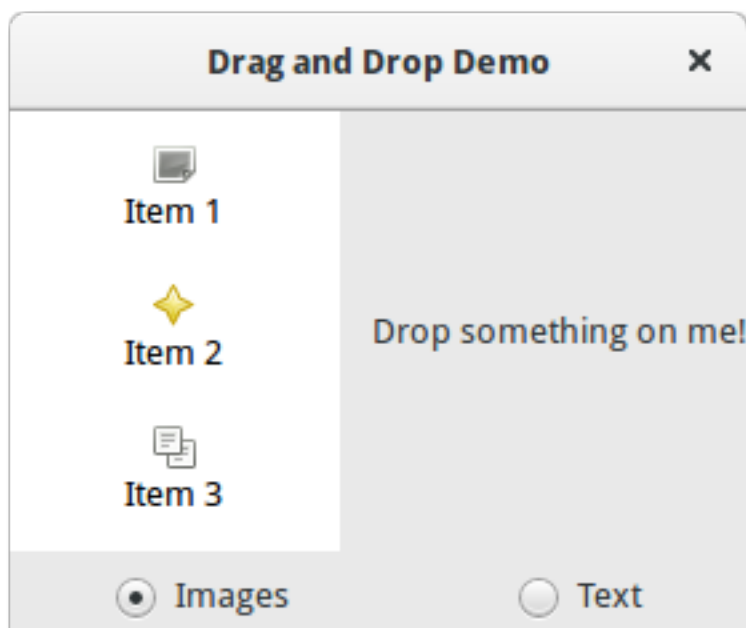 Drag and Drop Demo
Item 1
Item 2
Item 3
Drop something on me!
Images
Text